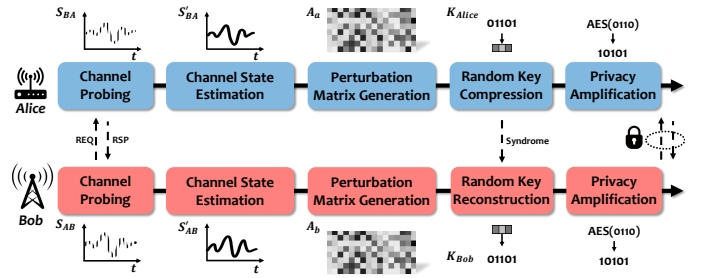 S_BA
S'_BA
A_a
K_Alice
01101
AES(0110)
10101
t
t
Channel Probing
Channel State Estimation
Perturbation Matrix Generation
Random Key Compression
Privacy Amplification
Alice
REQ
RSP
Syndrome
Channel Probing
Channel State Estimation
Perturbation Matrix Generation
Random Key Reconstruction
Privacy Amplification
Bob
S_AB
S'_AB
A_b
K_Bob
01101
AES(0110)
10101
t
t